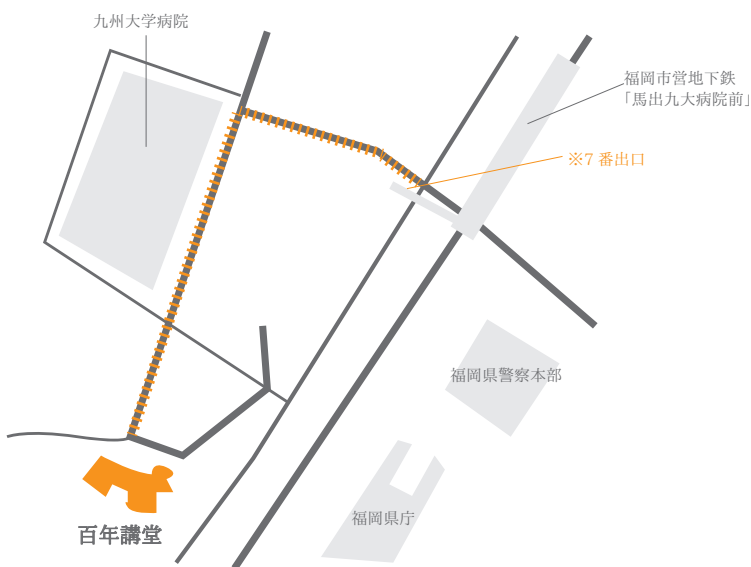 九州大学病院
福岡市営地下鉄
「馬出九大病院前」
※7 番出口
福岡県警察本部
福岡県庁
百年講堂